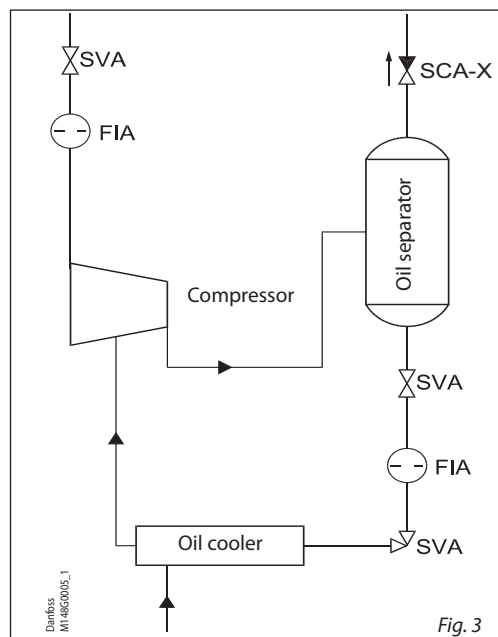 SVA
SCA-X
FIA
Oil separator
Compressor
SVA
FIA
Oil cooler
SVA
Danfoss
M148G0005_1
Fig. 3